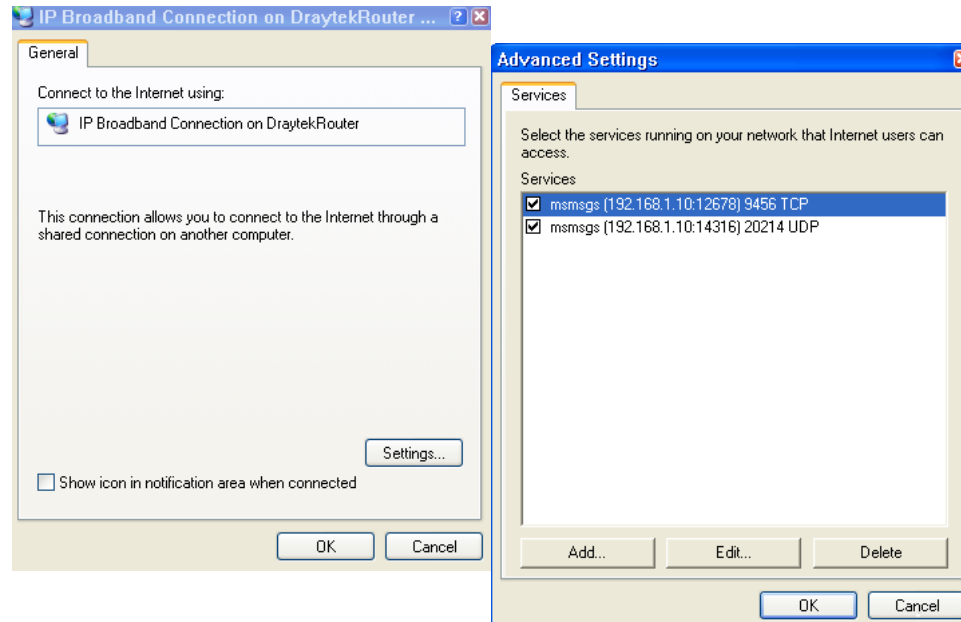 IP Broadband Connection on DraytekRouter ...
General
Connect to the Internet using:
IP Broadband Connection on DraytekRouter
This connection allows you to connect to the Internet through a
shared connection on another computer.
Settings...
Show icon in notification area when connected
OK
Cancel
Advanced Settings
Services
Select the services running on your network that Internet users can
access.
Services
msmsgs (192.168.1.10:12678) 9456 TCP
msmsgs (192.168.1.10:14316) 20214 UDP
Add...
Edit...
Delete
OK
Cancel